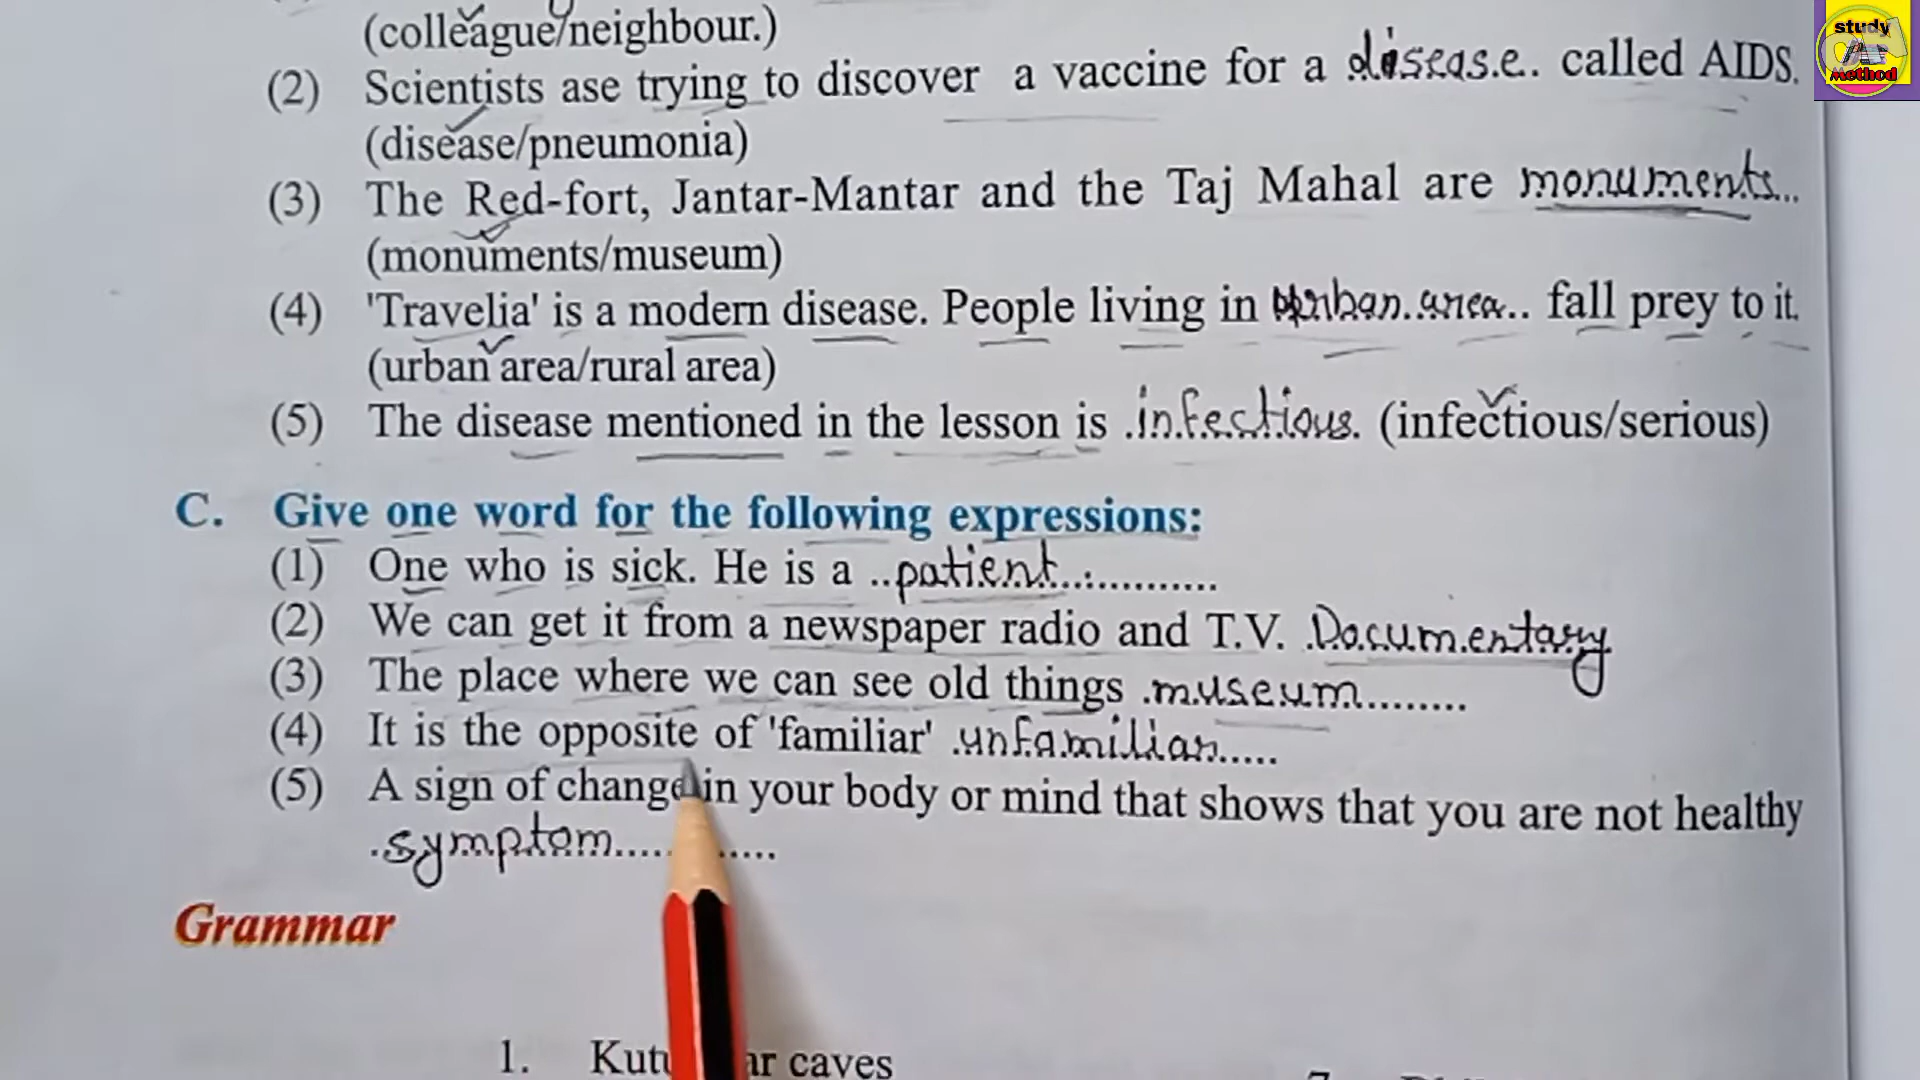 (colleague/neighbour.)
(2) Scientists ase trying to discover a vaccine for a disease. called AIDS.
(disease/pneumonia)
(3) The Red-fort, Jantar-Mantar and the Taj Mahal are monuments...
(monuments/museum)
(4) 'Travelia' is a modern disease. People living in urban area.. fall prey to it.
(urban area/rural area)
(5) The disease mentioned in the lesson is .infectious. (infectious/serious)
C. Give one word for the following expressions:
(1) One who is sick. He is a ..patient.............
(2) We can get it from a newspaper radio and T.V. .Documentary
(3) The place where we can see old things .museum........
(4) It is the opposite of 'familiar' .unfamiliar.....
(5) A sign of change in your body or mind that shows that you are not healthy
.symptom...............
Grammar
1. caves
study
Method